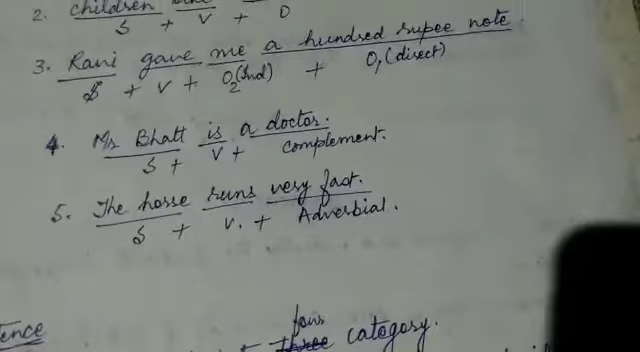 2. Children
S + V + O
3. Rani gave me a hundred rupee note.
S + V + O2 (Ind) + O1 (direct)
4. Mr Bhatt is a doctor.
S + V + complement.
5. The horse runs very fast.
S + V. + Adverbial.
four
ence ← three category.